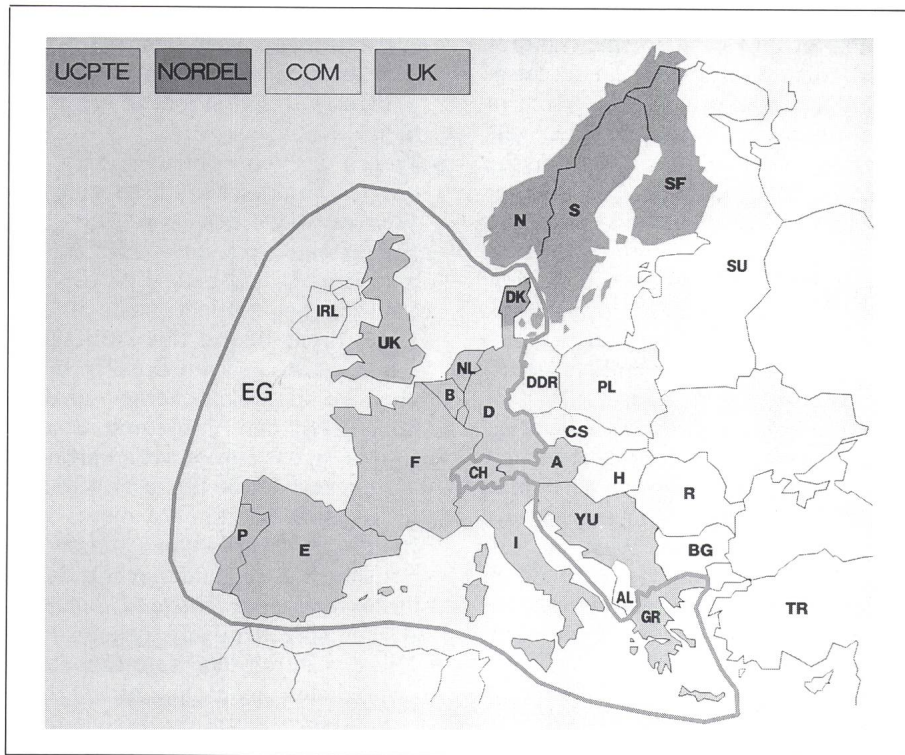 UCPTE NORDEL COM UK
N S SF
SU
IRL DK
UK
EG NL DDR PL
B D
CS
F CH A
H R
YU
P E I BG
AL GR TR